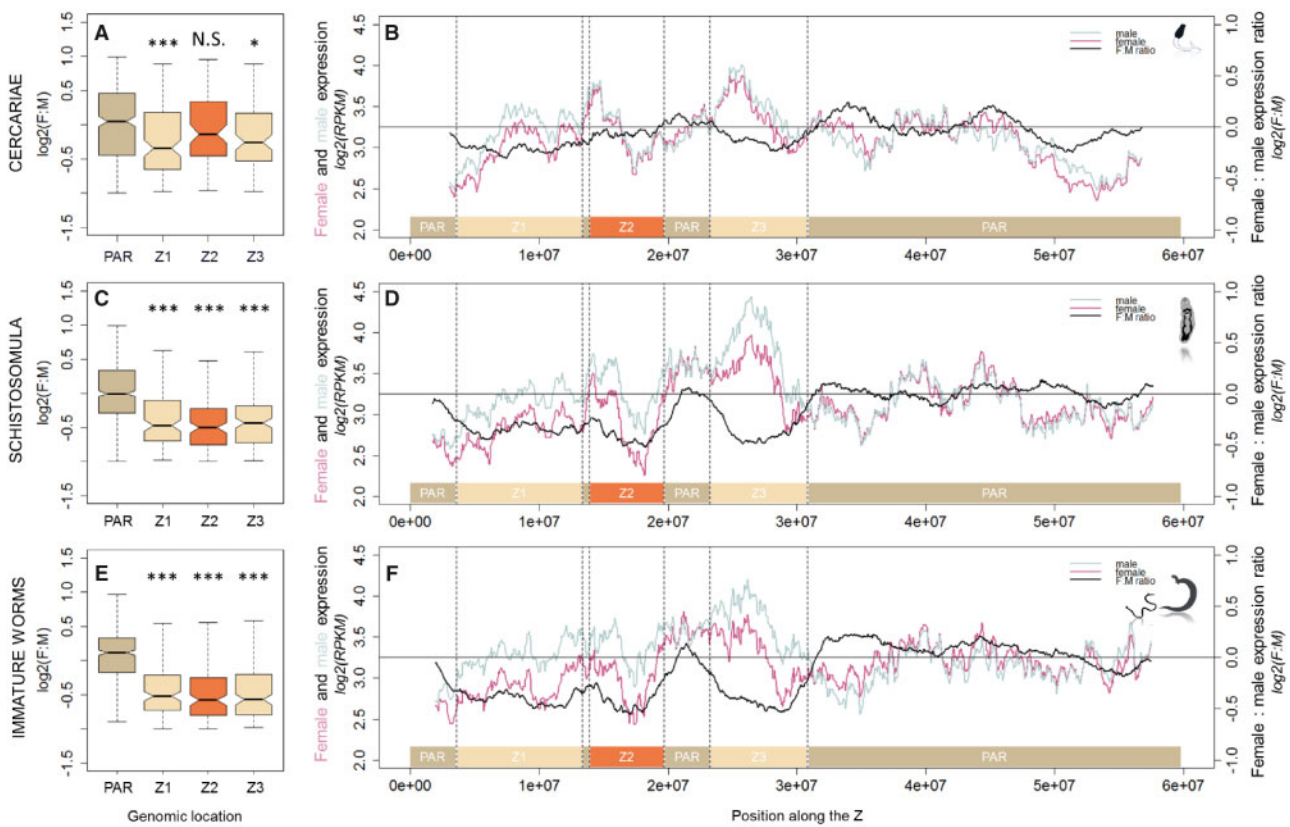 A
CERCARIAE
log2(F:M)
1.5
0.5
-0.5
-1.5
*** N.S. *
PAR Z1 Z2 Z3
B
Female and male expression
log2(RPKM)
4.5
4.0
3.5
3.0
2.5
2.0
male
female
F:M ratio
PAR Z1 Z2 PAR Z3 PAR
0e+00 1e+07 2e+07 3e+07 4e+07 5e+07 6e+07
1.0
0.5
0.0
-0.5
-1.0
Female : male expression ratio
log2(F:M)
C
SCHISTOSOMULA
log2(F:M)
1.5
0.5
-0.5
-1.5
*** *** ***
PAR Z1 Z2 Z3
D
Female and male expression
log2(RPKM)
4.5
4.0
3.5
3.0
2.5
2.0
male
female
F:M ratio
PAR Z1 Z2 PAR Z3 PAR
0e+00 1e+07 2e+07 3e+07 4e+07 5e+07 6e+07
1.0
0.5
0.0
-0.5
-1.0
Female : male expression ratio
log2(F:M)
E
IMMATURE WORMS
log2(F:M)
1.5
0.5
-0.5
-1.5
*** *** ***
PAR Z1 Z2 Z3
Genomic location
F
Female and male expression
log2(RPKM)
4.5
4.0
3.5
3.0
2.5
2.0
male
female
F:M ratio
PAR Z1 Z2 PAR Z3 PAR
0e+00 1e+07 2e+07 3e+07 4e+07 5e+07 6e+07
Position along the Z
1.0
0.5
0.0
-0.5
-1.0
Female : male expression ratio
log2(F:M)